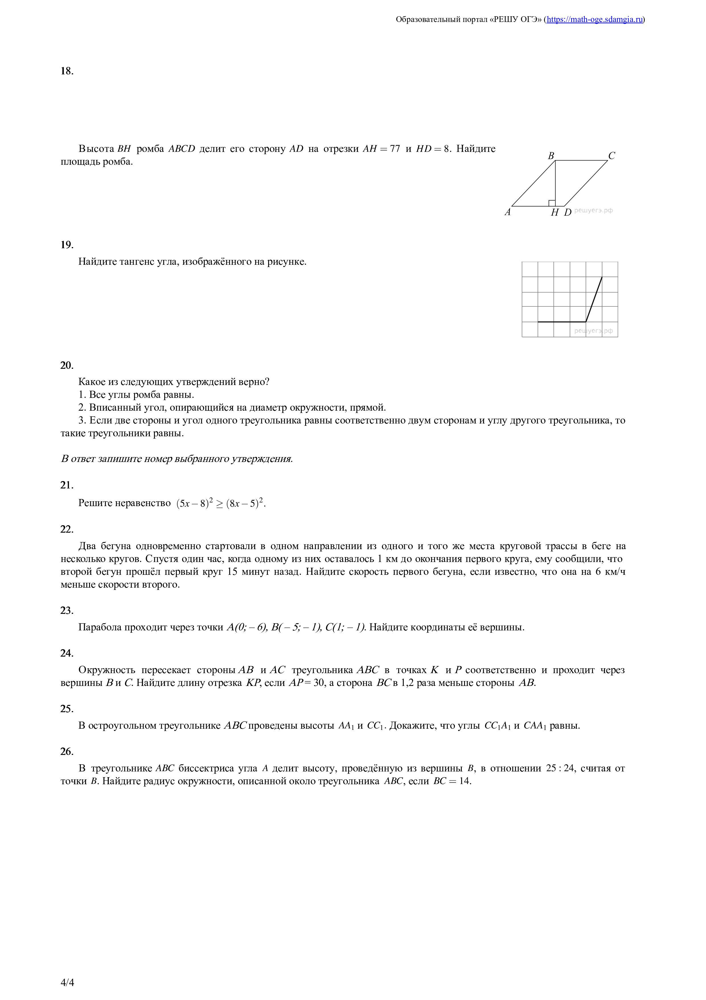 Образовательный портал «РЕШУ ОГЭ» (https://math-oge.sdamgia.ru)
18.
Высота BH ромба ABCD делит его сторону AD на отрезки AH = 77 и HD = 8. Найдите
площадь ромба.
B C
A H D решуегэ.рф
19.
Найдите тангенс угла, изображённого на рисунке.
решуегэ.рф
20.
Какое из следующих утверждений верно?
1. Все углы ромба равны.
2. Вписанный угол, опирающийся на диаметр окружности, прямой.
3. Если две стороны и угол одного треугольника равны соответственно двум сторонам и углу другого треугольника, то
такие треугольники равны.
В ответ запишите номер выбранного утверждения.
21.
Решите неравенство (5x – 8)² ≥ (8x – 5)².
22.
Два бегуна одновременно стартовали в одном направлении из одного и того же места круговой трассы в беге на
несколько кругов. Спустя один час, когда одному из них оставалось 1 км до окончания первого круга, ему сообщили, что
второй бегун прошёл первый круг 15 минут назад. Найдите скорость первого бегуна, если известно, что она на 6 км/ч
меньше скорости второго.
23.
Парабола проходит через точки A(0; – 6), B( – 5; – 1), C(1; – 1). Найдите координаты её вершины.
24.
Окружность пересекает стороны AB и AC треугольника ABC в точках K и P соответственно и проходит через
вершины B и C. Найдите длину отрезка KP, если AP = 30, а сторона BC в 1,2 раза меньше стороны AB.
25.
В остроугольном треугольнике ABC проведены высоты AA₁ и CC₁. Докажите, что углы CC₁A₁ и CAA₁ равны.
26.
В треугольнике ABC биссектриса угла A делит высоту, проведённую из вершины B, в отношении 25 : 24, считая от
точки B. Найдите радиус окружности, описанной около треугольника ABC, если BC = 14.
4/4